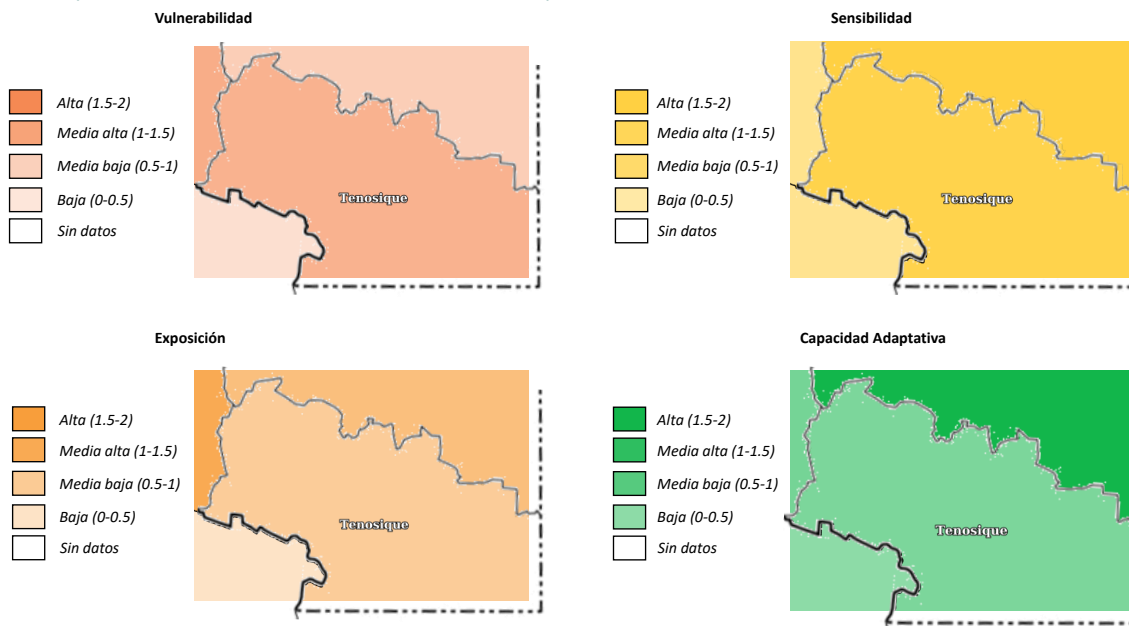 Vulnerabilidad
Alta (1.5-2)
Media alta (1-1.5)
Media baja (0.5-1)
Baja (0-0.5)
Sin datos
Tenosique
Sensibilidad
Alta (1.5-2)
Media alta (1-1.5)
Media baja (0.5-1)
Baja (0-0.5)
Sin datos
Tenosique
Exposición
Alta (1.5-2)
Media alta (1-1.5)
Media baja (0.5-1)
Baja (0-0.5)
Sin datos
Tenosique
Capacidad Adaptativa
Alta (1.5-2)
Media alta (1-1.5)
Media baja (0.5-1)
Baja (0-0.5)
Sin datos
Tenosique